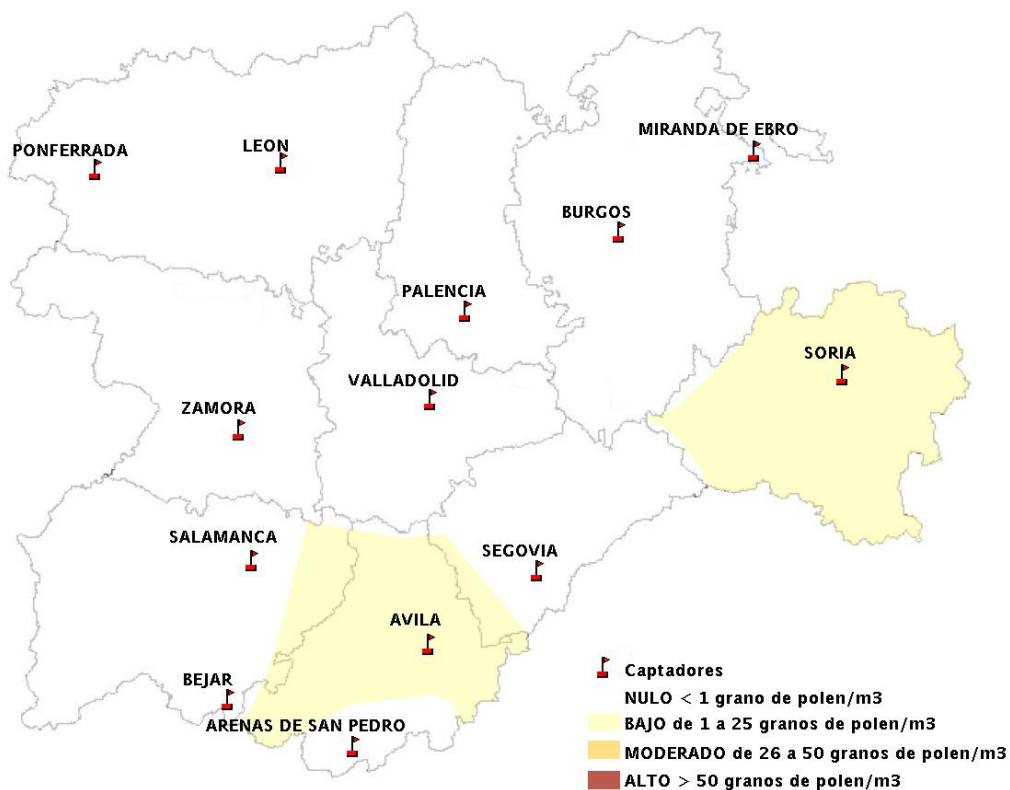 MIRANDA DE EBRO
PONFERRADA
LEON
BURGOS
PALENCIA
SORIA
VALLADOLID
ZAMORA
SALAMANCA
SEGOVIA
AVILA
BEJAR
ARENAS DE SAN PEDRO
Captadores
NULO < 1 grano de polen/m3
BAJO de 1 a 25 granos de polen/m3
MODERADO de 26 a 50 granos de polen/m3
ALTO > 50 granos de polen/m3